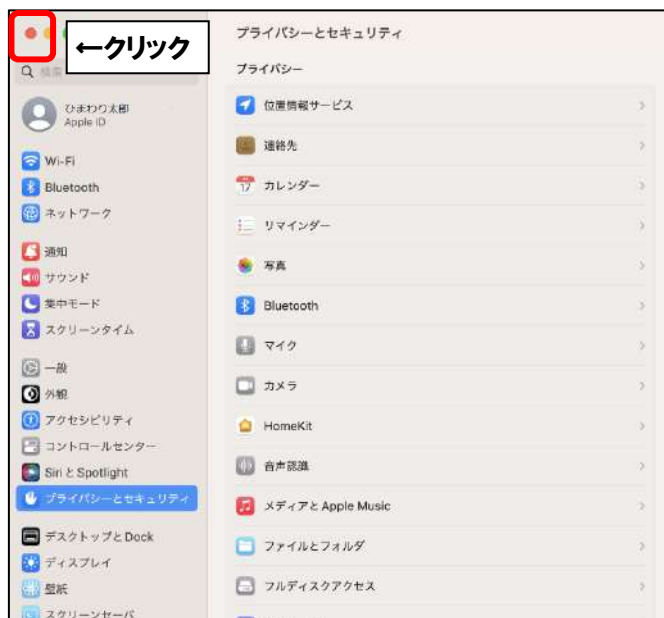 ←クリック
検索
ひまわり太郎
Apple ID
Wi-Fi
Bluetooth
ネットワーク
通知
サウンド
集中モード
スクリーンタイム
一般
外観
アクセシビリティ
コントロールセンター
Siri と Spotlight
プライバシーとセキュリティ
デスクトップと Dock
ディスプレイ
壁紙
スクリーンセーバ
プライバシーとセキュリティ
プライバシー
位置情報サービス
連絡先
17
カレンダー
リマインダー
写真
Bluetooth
マイク
カメラ
HomeKit
音声認識
メディアと Apple Music
ファイルとフォルダ
フルディスクアクセス